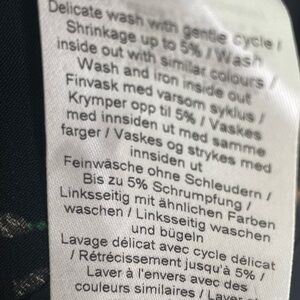 Delicate wash with gentle cycle /
Shrinkage up to 5% / Wash
inside out with similar colours /
Wash and iron inside out
Finvask med varsom syklus /
Krymper opp til 5% / Vaskes
med innsiden ut med samme
farger / Vaskes og strykes med
innsiden ut
Feinwäsche ohne Schleudern /
Bis zu 5% Schrumpfung /
Linksseitig mit ähnlichen Farben
waschen / Linksseitig waschen
und bügeln
Lavage délicat avec cycle délicat
/ Rétrécissement jusqu'à 5% /
Laver à l'envers avec des
couleurs similaires / Laver